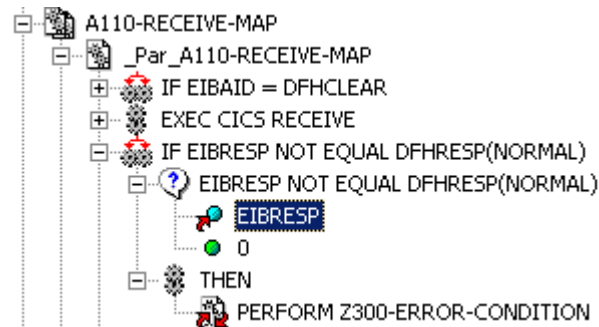 A110-RECEIVE-MAP
_Par_A110-RECEIVE-MAP
IF EIBAID = DFHCLEAR
EXEC CICS RECEIVE
IF EIBRESP NOT EQUAL DFHRESP(NORMAL)
EIBRESP NOT EQUAL DFHRESP(NORMAL)
EIBRESP
0
THEN
PERFORM Z300-ERROR-CONDITION